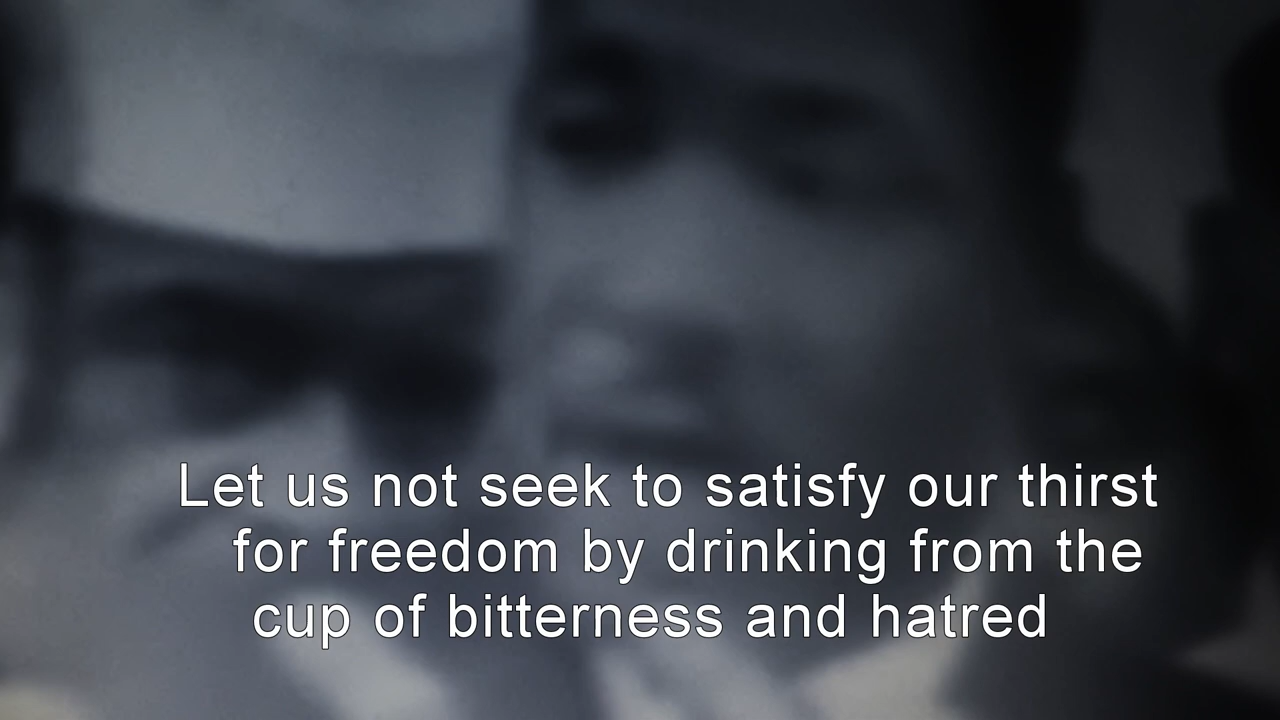 Let us not seek to satisfy our thirst
for freedom by drinking from the
cup of bitterness and hatred